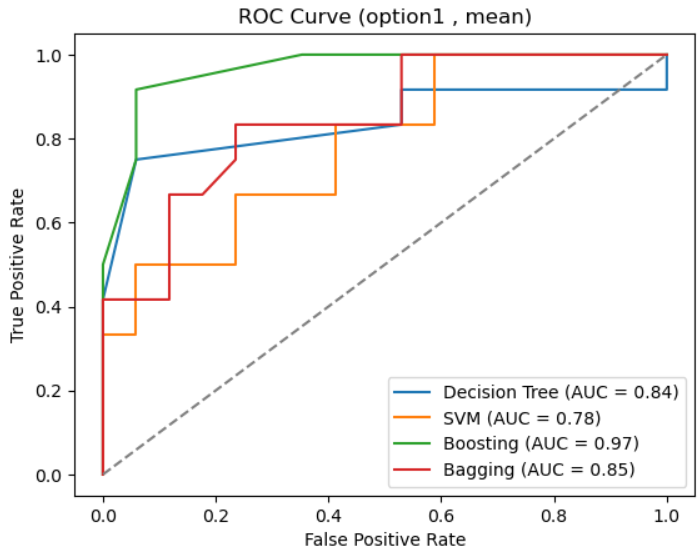 ROC Curve (option1 , mean)
True Positive Rate
1.0
0.8
0.6
0.4
0.2
0.0
Decision Tree (AUC = 0.84)
SVM (AUC = 0.78)
Boosting (AUC = 0.97)
Bagging (AUC = 0.85)
0.0 0.2 0.4 0.6 0.8 1.0
False Positive Rate